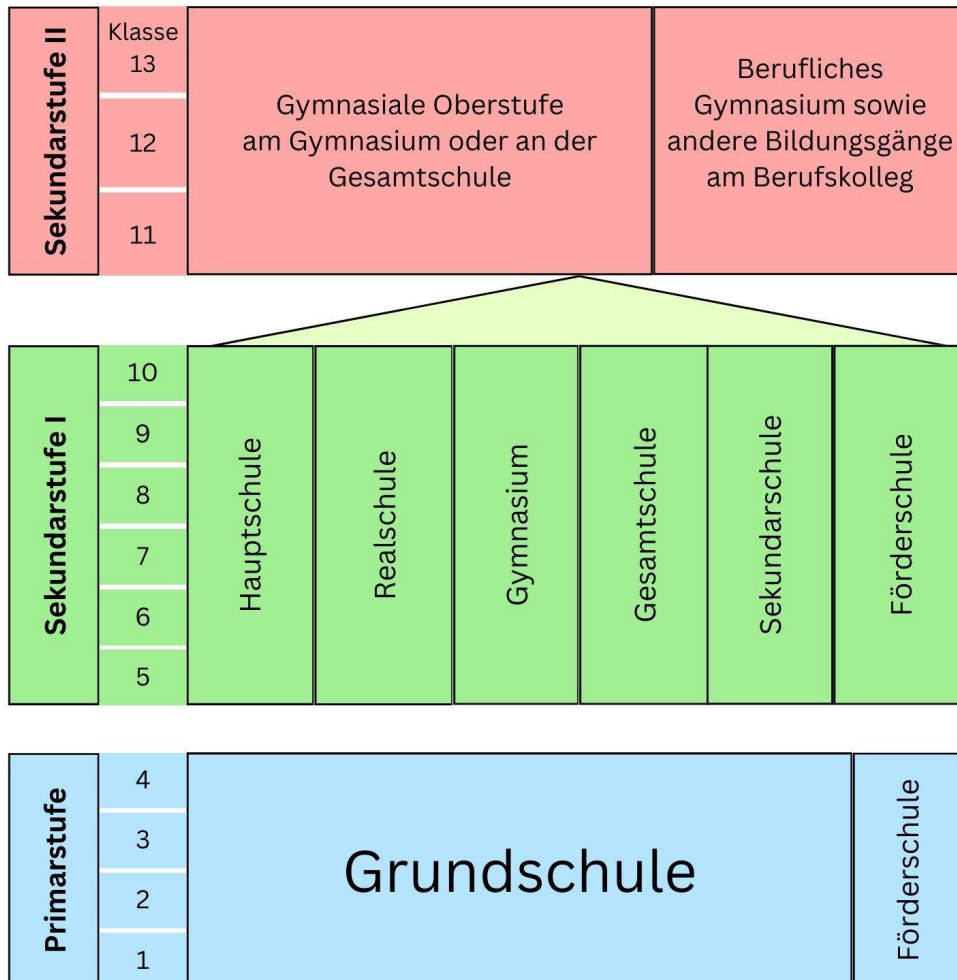 Sekundarstufe II
Klasse
13
12
11
Gymnasiale Oberstufe
am Gymnasium oder an der
Gesamtschule
Berufliches
Gymnasium sowie
andere Bildungsgänge
am Berufskolleg
Sekundarstufe I
10
9
8
7
6
5
Hauptschule
Realschule
Gymnasium
Gesamtschule
Sekundarschule
Förderschule
Primarstufe
4
3
2
1
Grundschule
Förderschule